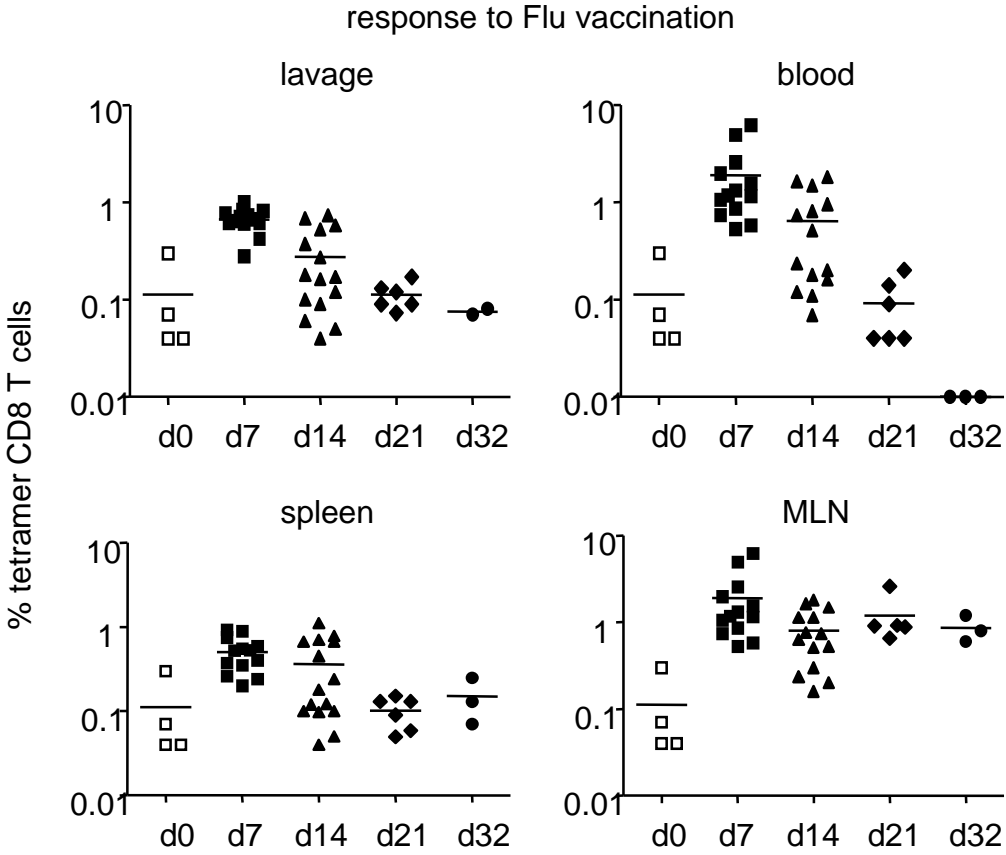 response to Flu vaccination
lavage
10
1
0.1
0.01
d0 d7 d14 d21 d32
blood
10
1
0.1
0.01
d0 d7 d14 d21 d32
% tetramer CD8 T cells
spleen
10
1
0.1
0.01
d0 d7 d14 d21 d32
MLN
10
1
0.1
0.01
d0 d7 d14 d21 d32